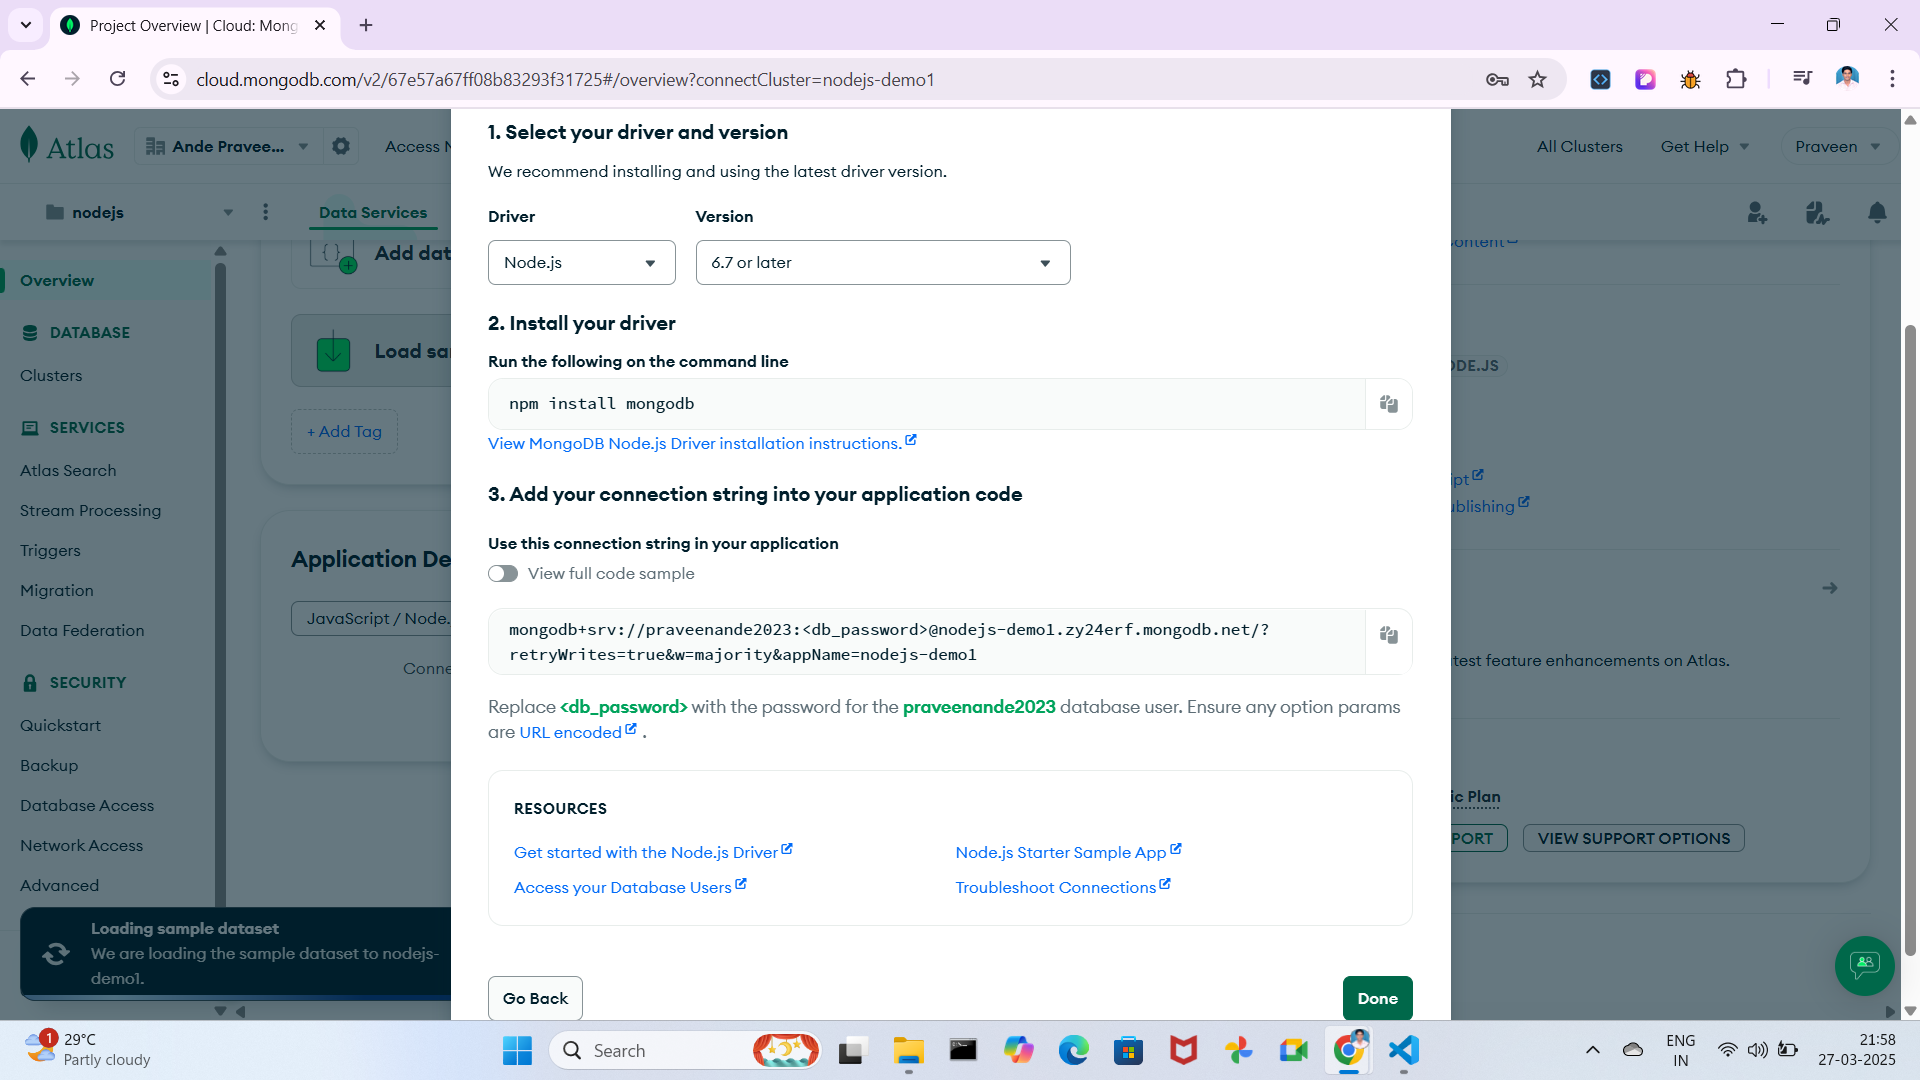 Project Overview | Cloud: Mong
cloud.mongodb.com/v2/67e57a67ff08b83293f31725#/overview?connectCluster=nodejs-demo1
Atlas
Ande Pravee...
Access
All Clusters
Get Help
Praveen
nodejs
Data Services
Overview
DATABASE
Clusters
SERVICES
Atlas Search
Stream Processing
Triggers
Migration
Data Federation
SECURITY
Quickstart
Backup
Database Access
Network Access
Advanced
Loading sample dataset
We are loading the sample dataset to nodejs-
demo1.
Add dat
Load sa
+ Add Tag
Application De
JavaScript / Node.
Conne
1. Select your driver and version
We recommend installing and using the latest driver version.
Driver
Version
Node.js
6.7 or later
2. Install your driver
Run the following on the command line
npm install mongodb
View MongoDB Node.js Driver installation instructions.
3. Add your connection string into your application code
Use this connection string in your application
View full code sample
mongodb+srv://praveenande2023:<db_password>@nodejs-demo1.zy24erf.mongodb.net/?
retryWrites=true&w=majority&appName=nodejs-demo1
Replace <db_password> with the password for the praveenande2023 database user. Ensure any option params
are URL encoded .
RESOURCES
Get started with the Node.js Driver
Node.js Starter Sample App
Access your Database Users
Troubleshoot Connections
Go Back
Done
ontent
DE.JS
ipt
ublishing
test feature enhancements on Atlas.
ic Plan
PORT
VIEW SUPPORT OPTIONS
1
29°C
Partly cloudy
Search
ENG
IN
21:58
27-03-2025